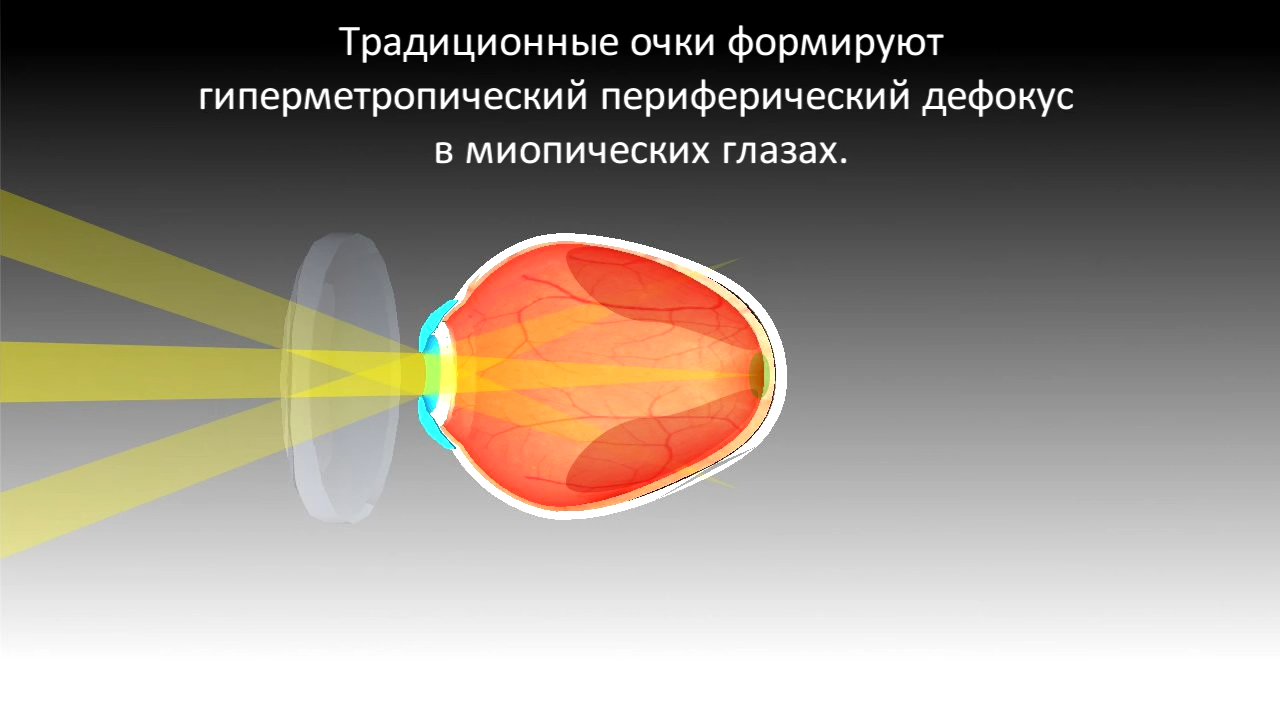 Традиционные очки формируют
гиперметропический периферический дефокус
в миопических глазах.